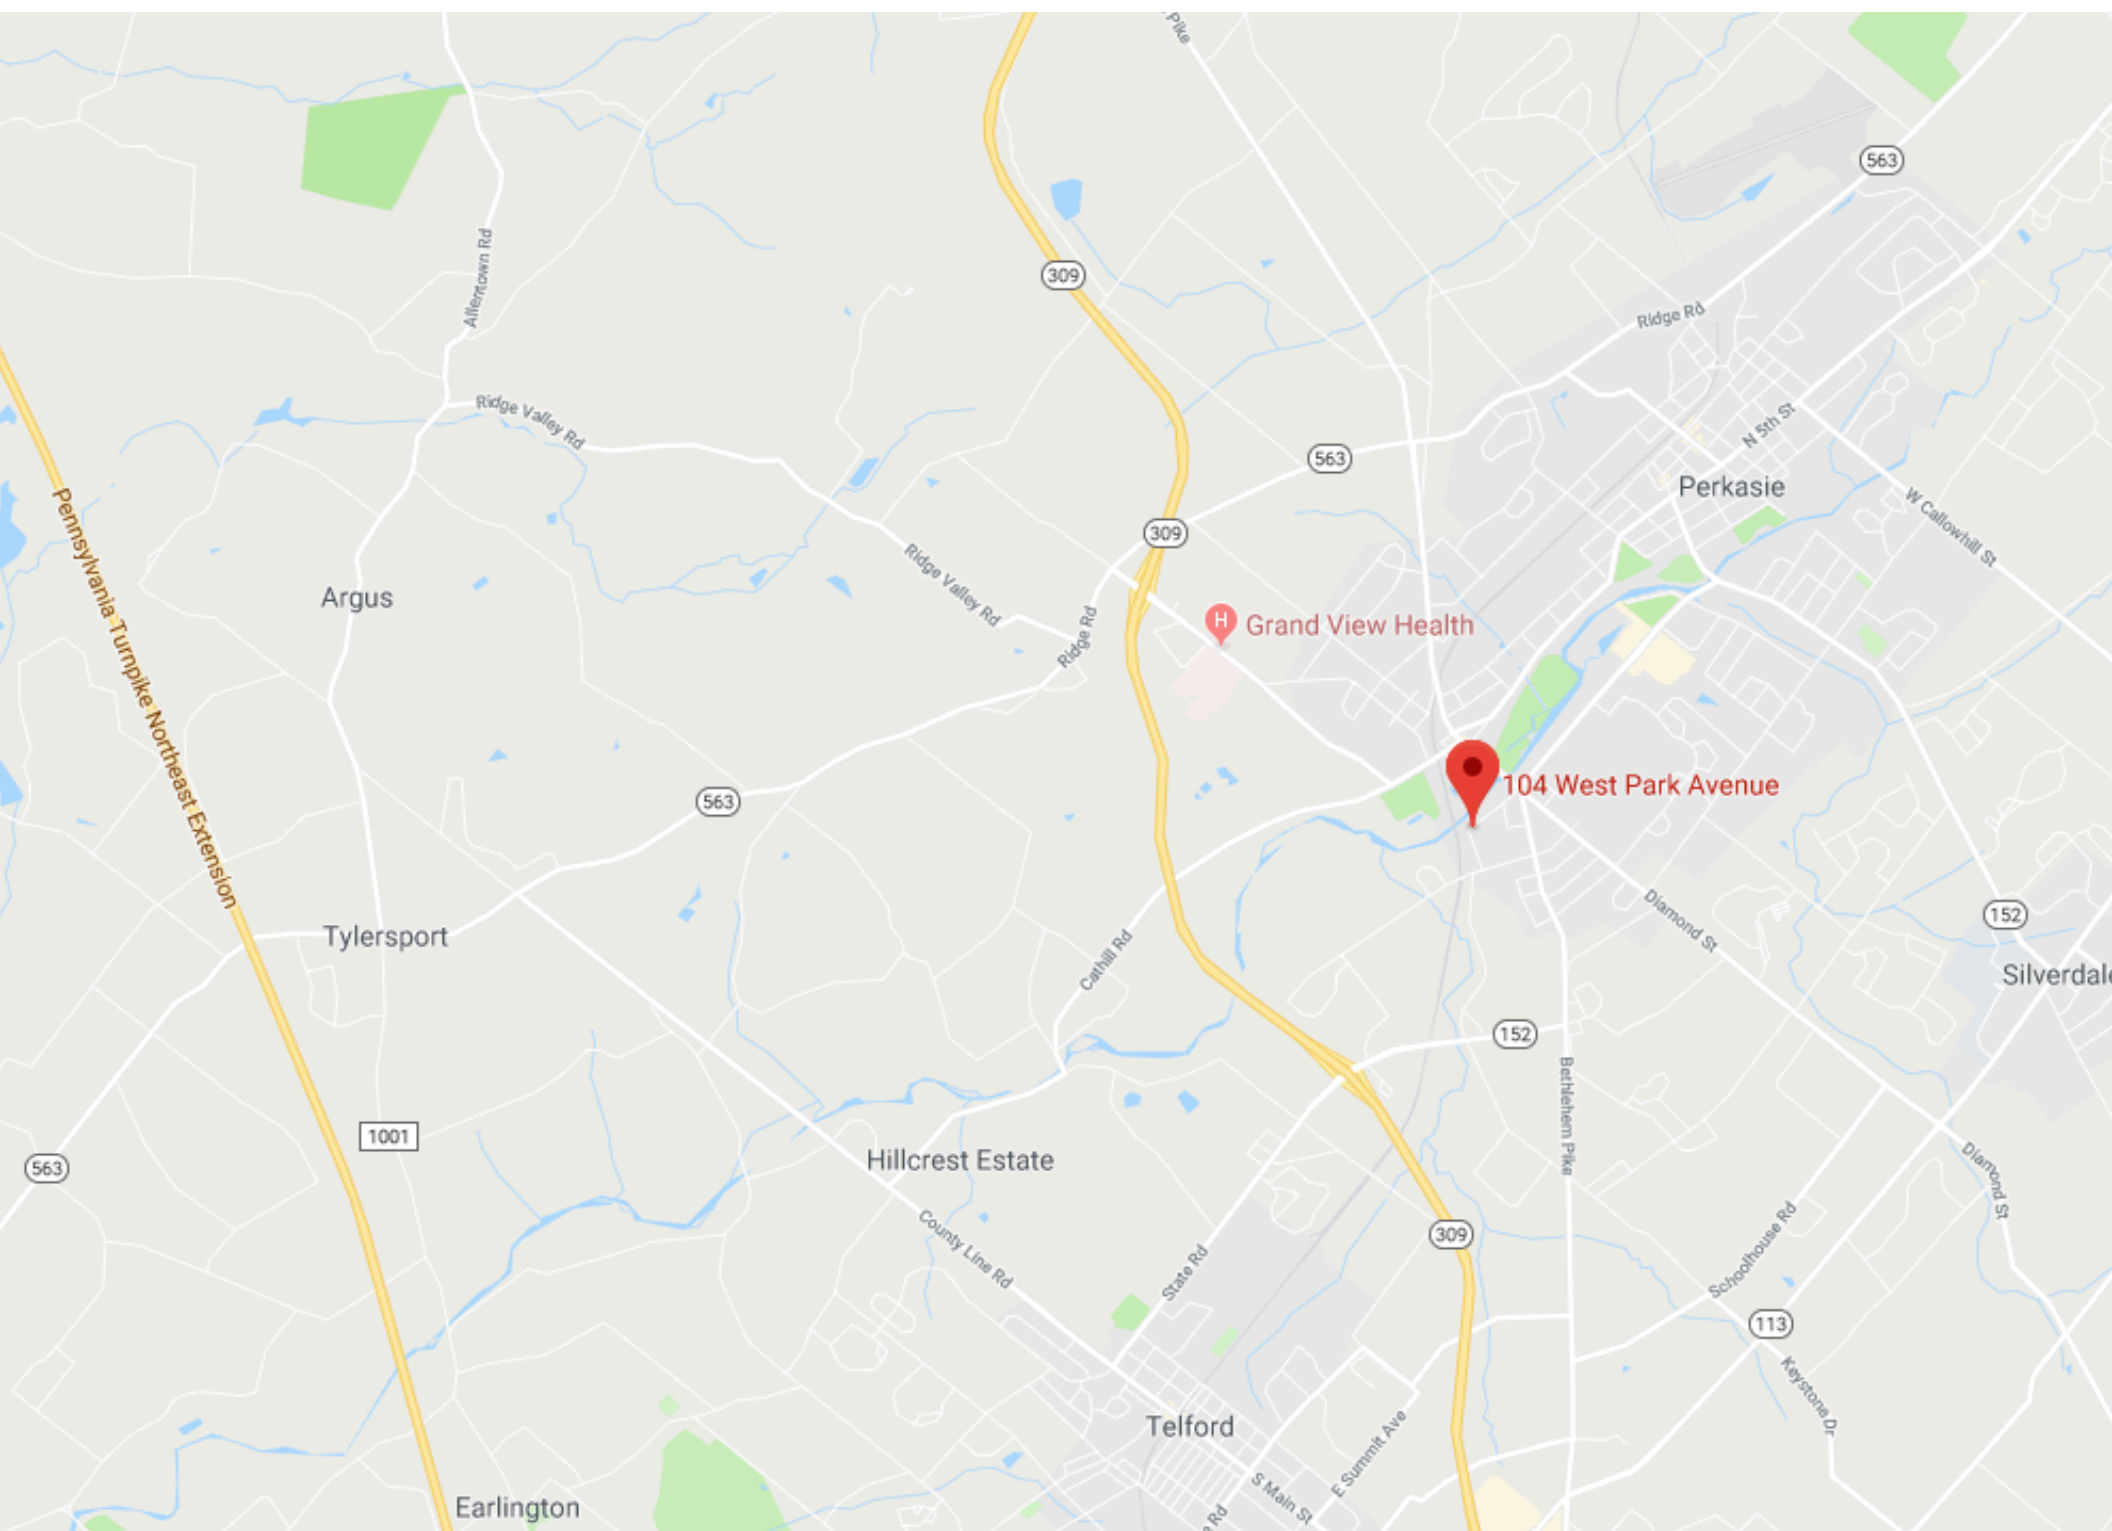 Pike
563
Allentown Rd
309
Ridge Rd
Ridge Valley Rd
N 5th St
563
Perkasie
W Callowhill St
Pennsylvania Turnpike Northeast Extension
309
Ridge Valley Rd
Argus
Ridge Rd
Grand View Health
H
104 West Park Avenue
563
Diamond St
152
Tylersport
Cathill Rd
Silverdale
152
Bethlehem Pike
1001
563
Hillcrest Estate
Diamond St
County Line Rd
State Rd
309
Schoolhouse Rd
113
Keystone Dr
Telford
E Summit Ave
S Main St
Rd
Earlington